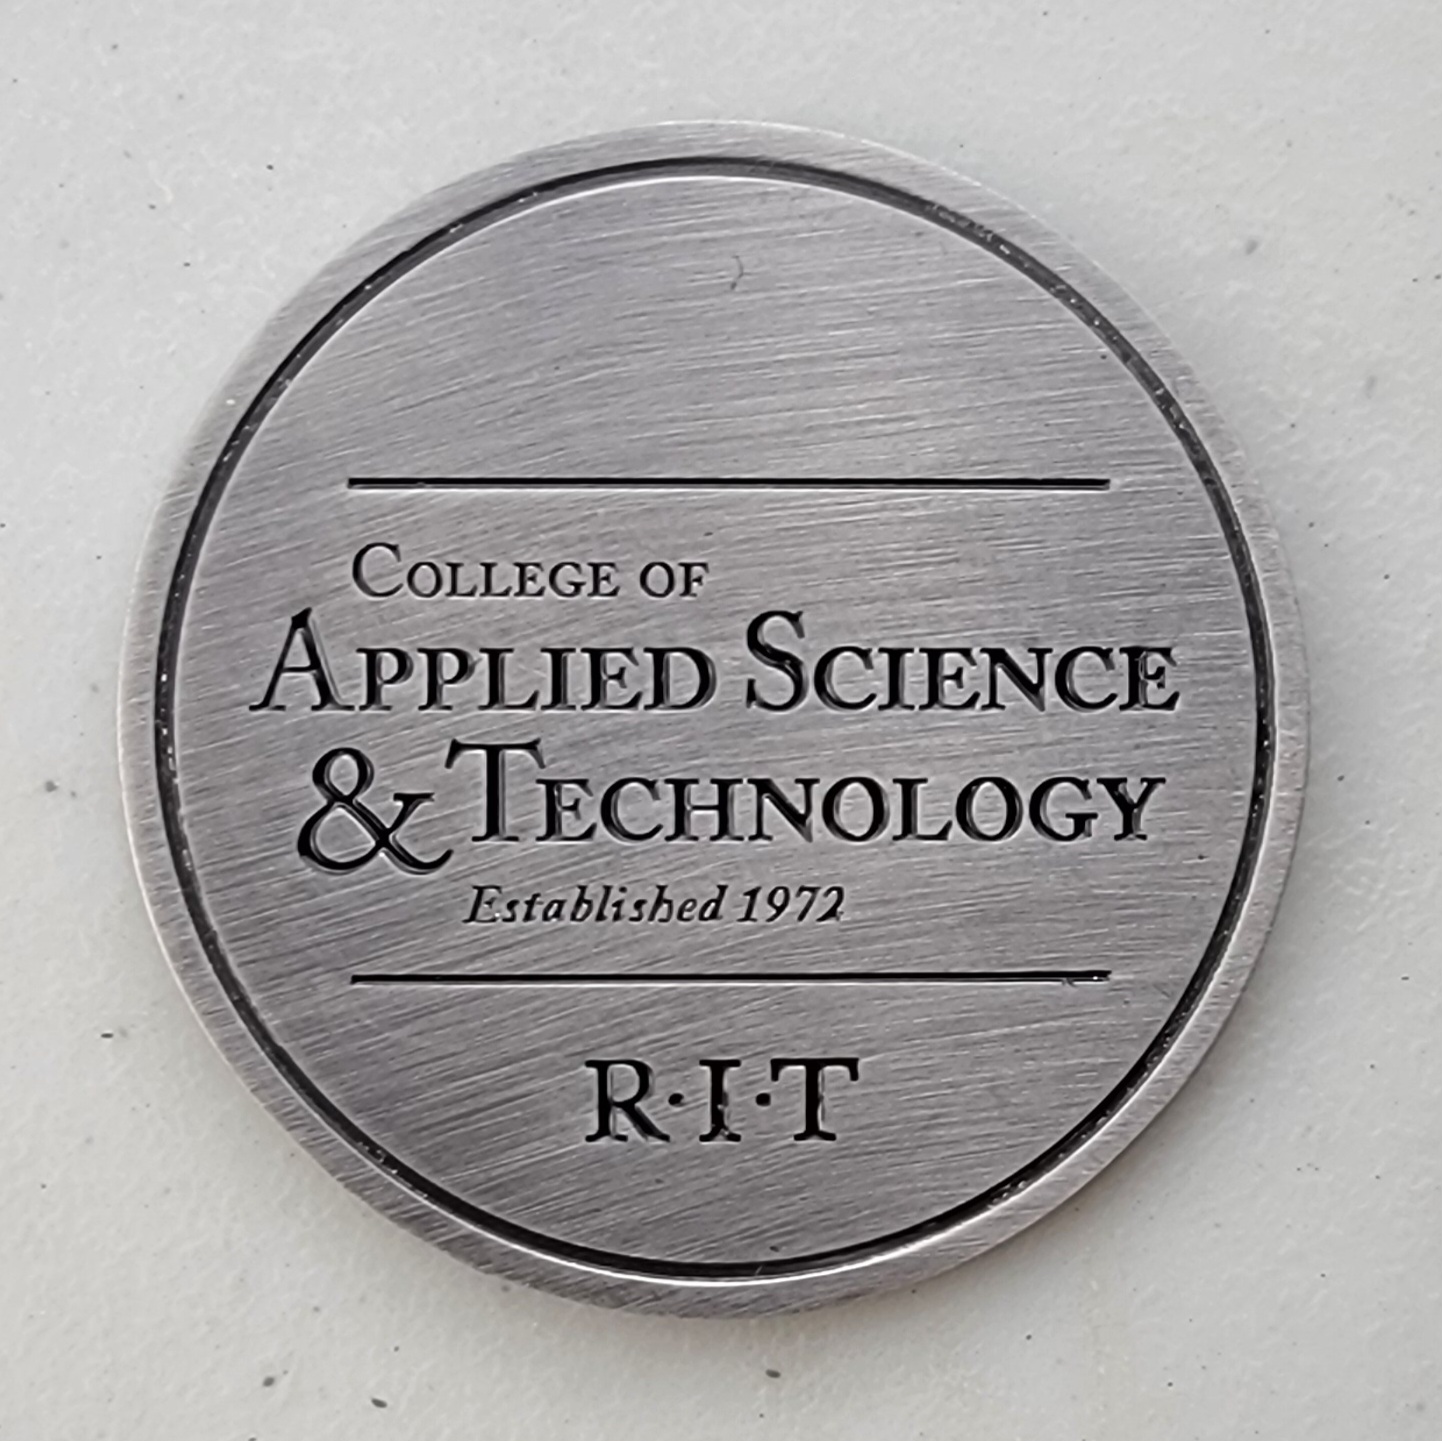 COLLEGE OF
APPLIED SCIENCE
& TECHNOLOGY
Established 1972
R·I·T